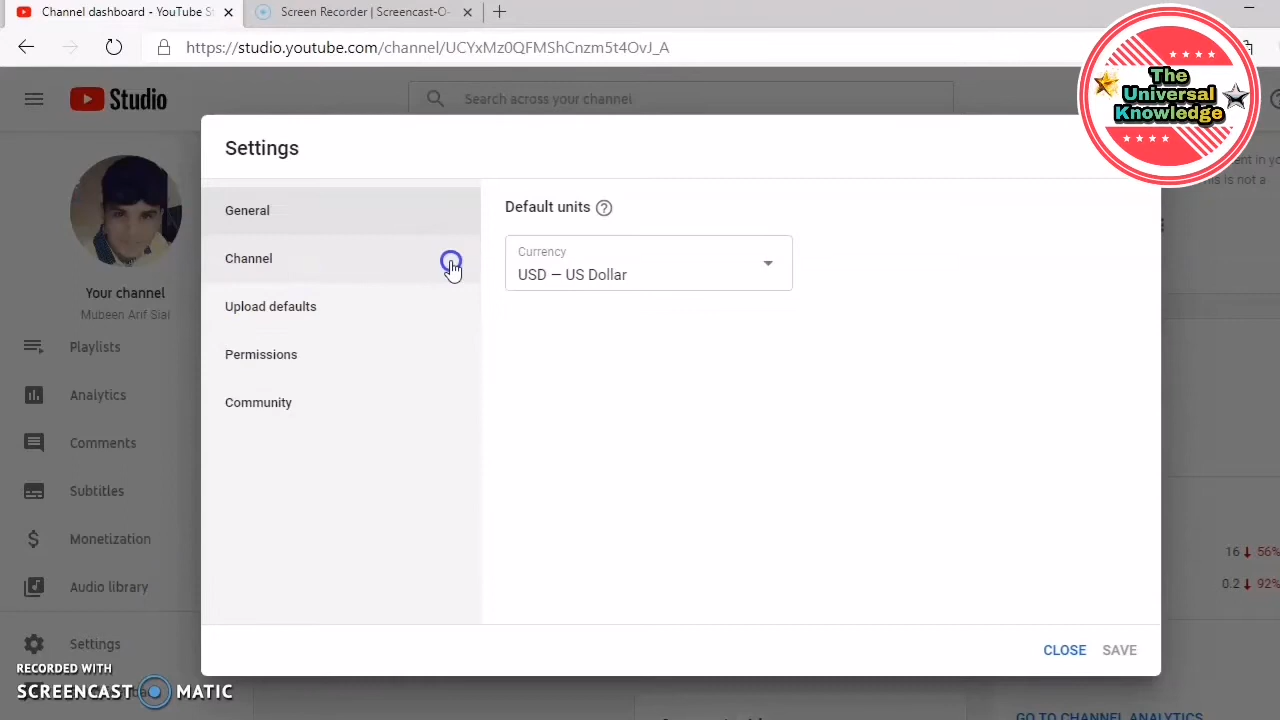 Channel dashboard - YouTube St
Screen Recorder | Screencast-O-
https://studio.youtube.com/channel/UCYxMz0QFMShCnzm5t4OvJ_A
The
Universal
Knowledge
Studio
Search across your channel
Settings
General
Channel
Upload defaults
Permissions
Community
Default units
Currency
USD — US Dollar
Your channel
Mubeen Arif Sial
Playlists
Analytics
Comments
Subtitles
Monetization
Audio library
Settings
16 56%
0.2 92%
CLOSE SAVE
RECORDED WITH
SCREENCAST MATIC
GO TO CHANNEL ANALYTICS